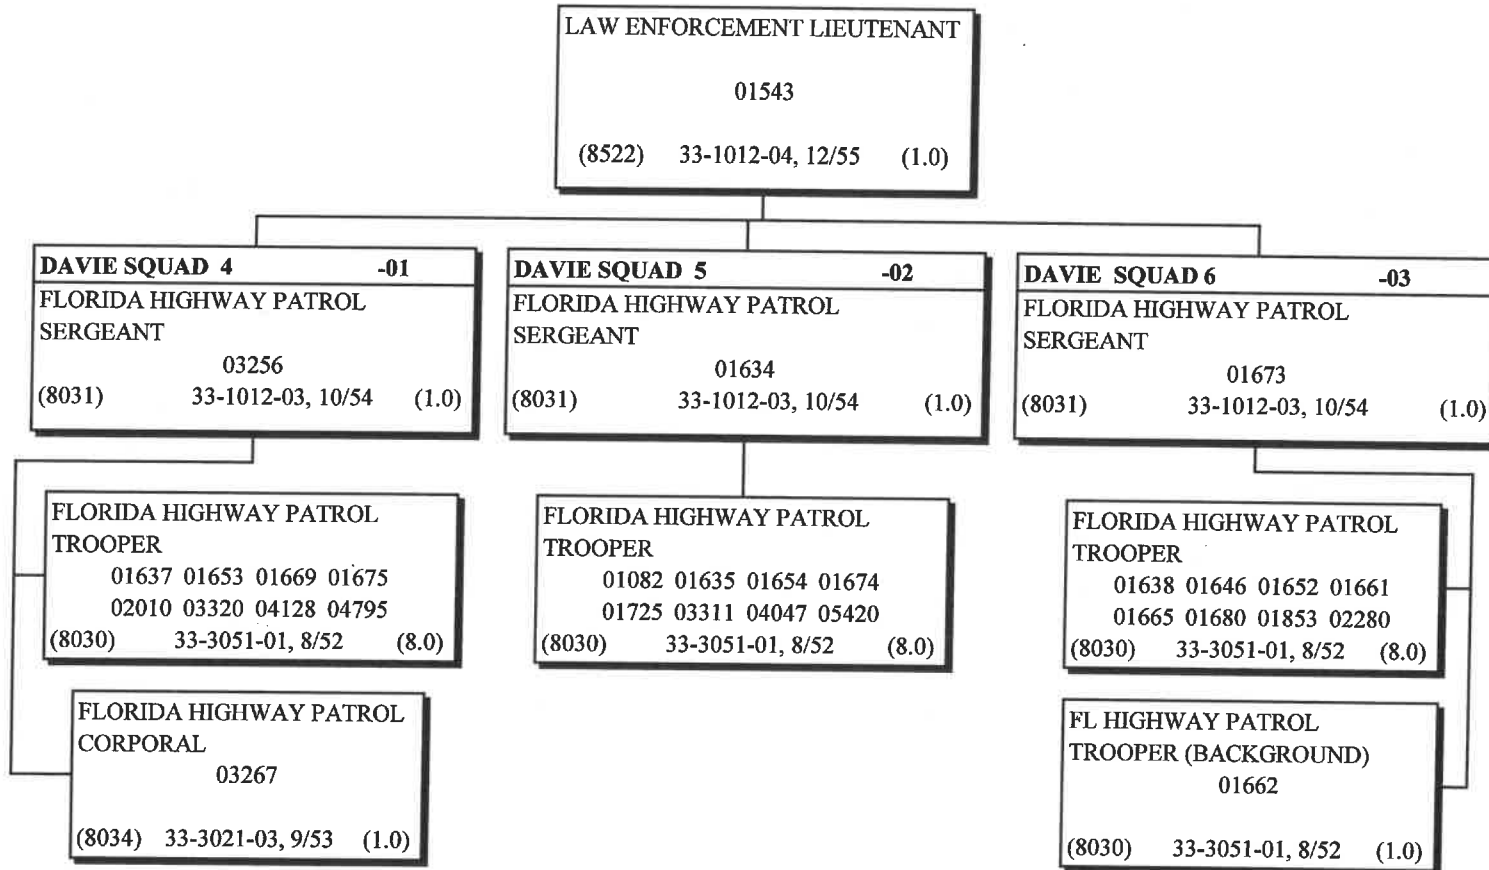 LAW ENFORCEMENT LIEUTENANT
01543
(8522) 33-1012-04, 12/55 (1.0)
DAVIE SQUAD 4 -01
FLORIDA HIGHWAY PATROL
SERGEANT
03256
(8031) 33-1012-03, 10/54 (1.0)
FLORIDA HIGHWAY PATROL
TROOPER
01637 01653 01669 01675
02010 03320 04128 04795
(8030) 33-3051-01, 8/52 (8.0)
FLORIDA HIGHWAY PATROL
CORPORAL
03267
(8034) 33-3021-03, 9/53 (1.0)
DAVIE SQUAD 5 -02
FLORIDA HIGHWAY PATROL
SERGEANT
01634
(8031) 33-1012-03, 10/54 (1.0)
FLORIDA HIGHWAY PATROL
TROOPER
01082 01635 01654 01674
01725 03311 04047 05420
(8030) 33-3051-01, 8/52 (8.0)
DAVIE SQUAD 6 -03
FLORIDA HIGHWAY PATROL
SERGEANT
01673
(8031) 33-1012-03, 10/54 (1.0)
FLORIDA HIGHWAY PATROL
TROOPER
01638 01646 01652 01661
01665 01680 01853 02280
(8030) 33-3051-01, 8/52 (8.0)
FL HIGHWAY PATROL
TROOPER (BACKGROUND)
01662
(8030) 33-3051-01, 8/52 (1.0)